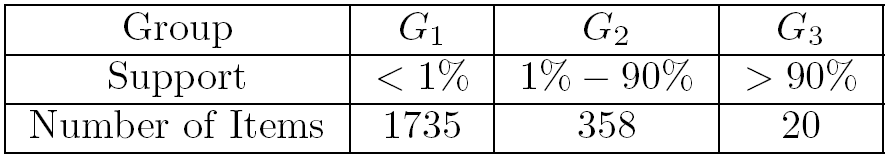 Group G₁ G₂ G₃
Support < 1% 1% − 90% > 90%
Number of Items 1735 358 20